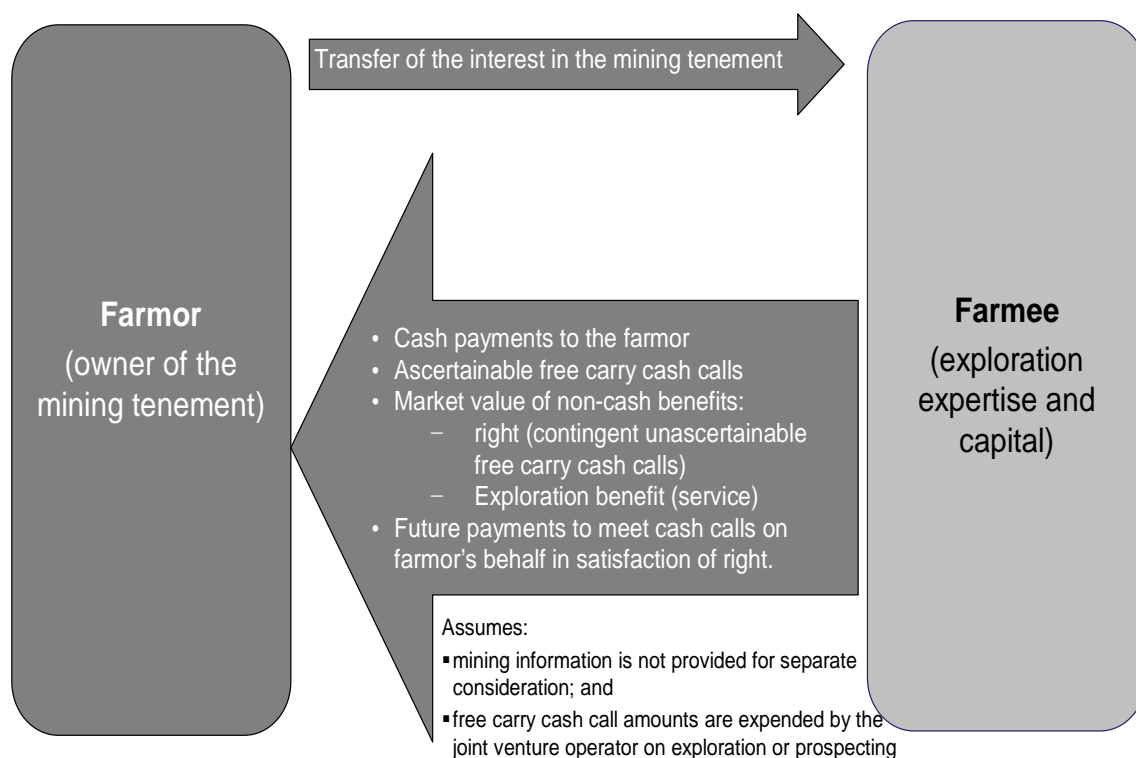 Transfer of the interest in the mining tenement
Farmor
(owner of the
mining tenement)
• Cash payments to the farmor
• Ascertainable free carry cash calls
• Market value of non-cash benefits:
– right (contingent unascertainable
free carry cash calls)
– Exploration benefit (service)
• Future payments to meet cash calls on
farmor's behalf in satisfaction of right.
Farmee
(exploration
expertise and
capital)
Assumes:
▪mining information is not provided for separate
consideration; and
▪free carry cash call amounts are expended by the
joint venture operator on exploration or prospecting